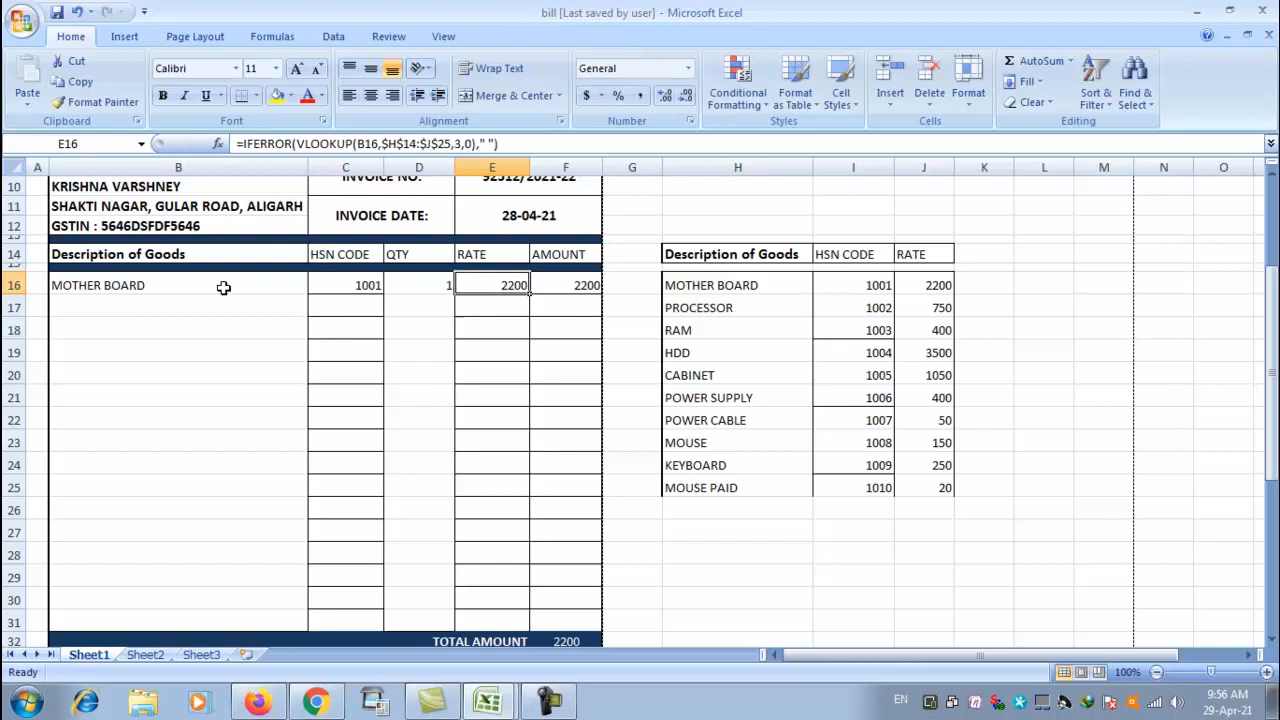 bill [Last saved by user] - Microsoft Excel
Home Insert Page Layout Formulas Data Review View
Paste Cut Copy Format Painter Clipboard
Calibri 11 A A B I U A Font
Wrap Text Merge & Center Alignment
General $ % , .0 .00 .00 .0 Number
Conditional Formatting Format as Table Cell Styles Styles
Insert Delete Format Cells
Σ AutoSum Fill Clear Sort & Filter Find & Select Editing
E16 fx =IFERROR(VLOOKUP(B16,$H$14:$J$25,3,0)," ")
A B C D E F G H I J K L M N O
10 KRISHNA VARSHNEY INVOICE NO: 92312/2021-22
11 SHAKTI NAGAR, GULAR ROAD, ALIGARH INVOICE DATE: 28-04-21
12 GSTIN : 5646DSFDF5646
13
14 Description of Goods HSN CODE QTY RATE AMOUNT Description of Goods HSN CODE RATE
15
16 MOTHER BOARD 1001 1 2200 2200 MOTHER BOARD 1001 2200
17 PROCESSOR 1002 750
18 RAM 1003 400
19 HDD 1004 3500
20 CABINET 1005 1050
21 POWER SUPPLY 1006 400
22 POWER CABLE 1007 50
23 MOUSE 1008 150
24 KEYBOARD 1009 250
25 MOUSE PAID 1010 20
26
27
28
29
30
31
32 TOTAL AMOUNT 2200
Sheet1 Sheet2 Sheet3
Ready 100%
EN 9:56 AM
29-Apr-21